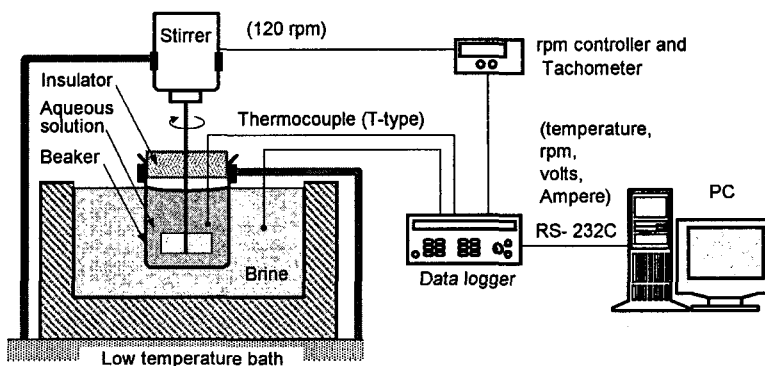 Stirrer
(120 rpm)
rpm controller and
Tachometer
Insulator
Aqueous
solution
Beaker
Thermocouple (T-type)
(temperature,
rpm,
volts,
Ampere)
PC
RS- 232C
Data logger
Brine
Low temperature bath